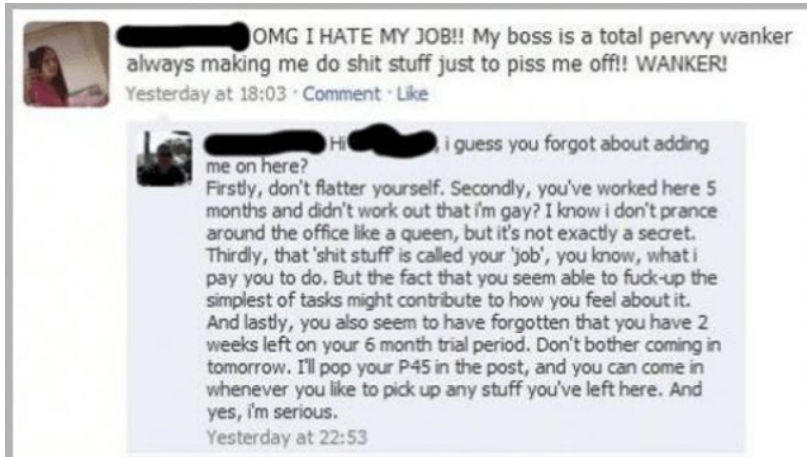 OMG I HATE MY JOB!! My boss is a total pervvy wanker
always making me do shit stuff just to piss me off!! WANKER!
Yesterday at 18:03 · Comment · Like
Hi , i guess you forgot about adding
me on here?
Firstly, don't flatter yourself. Secondly, you've worked here 5
months and didn't work out that i'm gay? I know i don't prance
around the office like a queen, but it's not exactly a secret.
Thirdly, that 'shit stuff' is called your 'job', you know, what i
pay you to do. But the fact that you seem able to fuck-up the
simplest of tasks might contribute to how you feel about it.
And lastly, you also seem to have forgotten that you have 2
weeks left on your 6 month trial period. Don't bother coming in
tomorrow. I'll pop your P45 in the post, and you can come in
whenever you like to pick up any stuff you've left here. And
yes, i'm serious.
Yesterday at 22:53